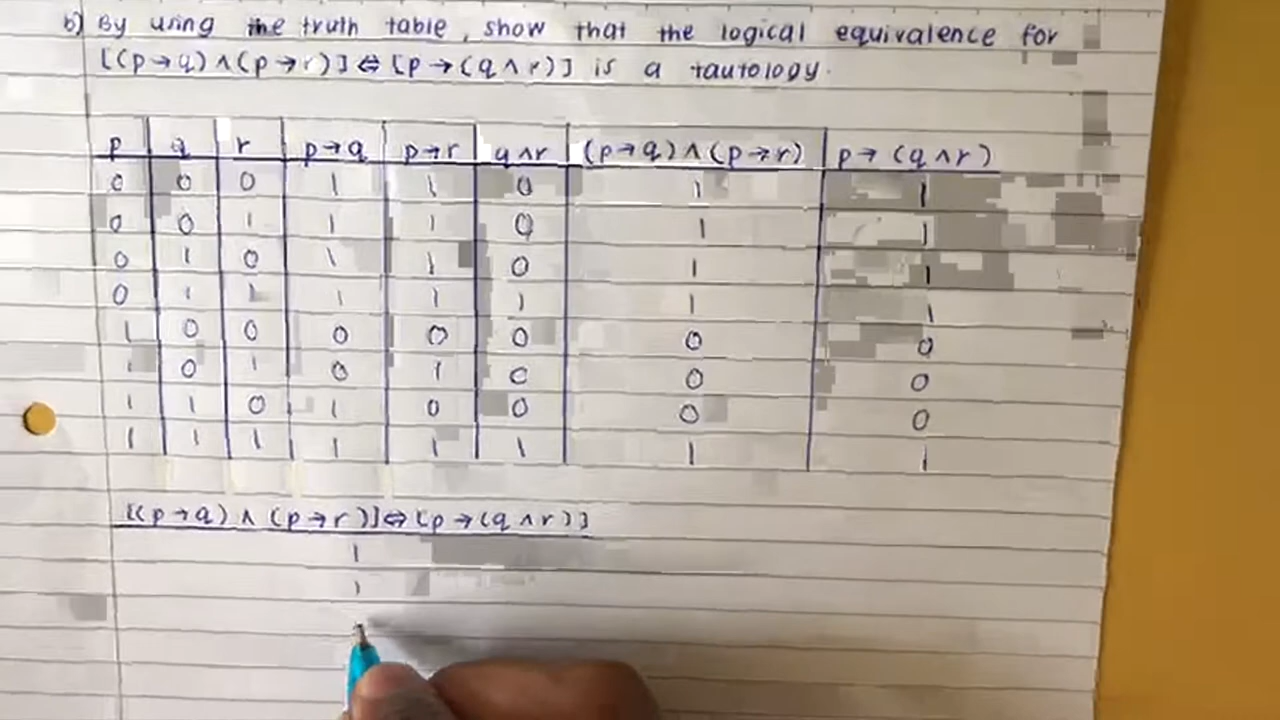 b) By using the truth table, show that the logical equivalence for
[(p→q) ∧ (p→r)] ⇔ [p→(q∧r)] is a tautology.
p q r p→q p→r q∧r (p→q)∧(p→r) p→(q∧r)
0 0 0 1 1 0 1 1
0 0 1 1 1 0 1 1
0 1 0 1 1 0 1 1
0 1 1 1 1 1 1 1
1 0 0 0 0 0 0 0
1 0 1 0 1 0 0 0
1 1 0 1 0 0 0 0
1 1 1 1 1 1 1 1
[(p→q) ∧ (p→r)]⇔[p→(q∧r)]
1
1